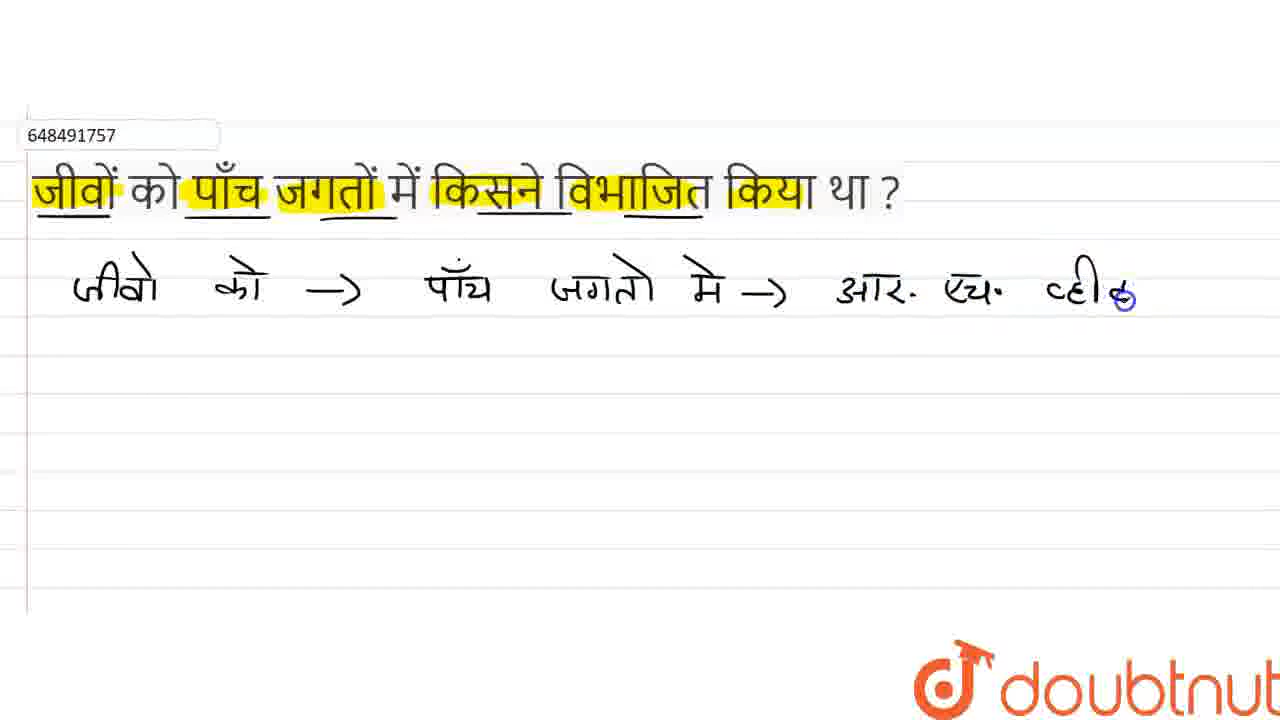 648491757
जीवों को पाँच जगतों में किसने विभाजित किया था ?
जीवो को → पाँच जगतो मे → आर. एच.
doubtnut